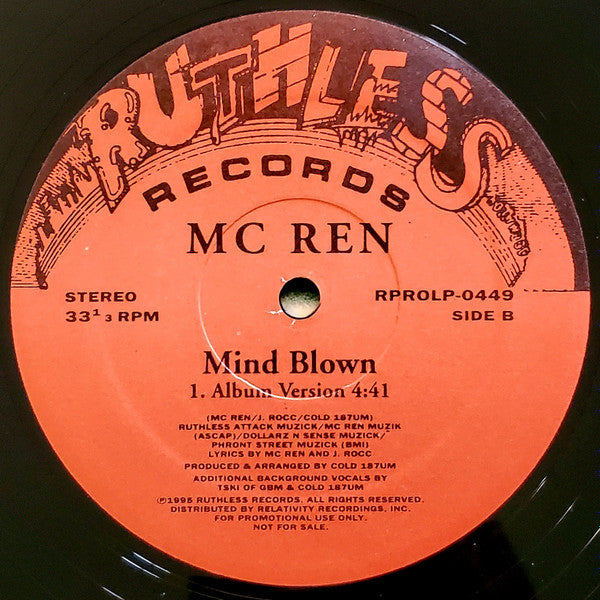 RUTHLESS
RECORDS
MC REN
STEREO
33 1 3 RPM
RPROLP-0449
SIDE B
Mind Blown
1. Album Version 4:41
(MC REN/J. ROCC/COLD 187UM)
RUTHLESS ATTACK MUZICK/MC REN MUZIK
(ASCAP)/DOLLARZ N SENSE MUZICK/
PHRONT STREET MUZICK (BMI)
LYRICS BY MC REN AND J. ROCC
PRODUCED & ARRANGED BY COLD 187UM
ADDITIONAL BACKGROUND VOCALS BY
TSKI OF GBM & COLD 187UM
℗1995 RUTHLESS RECORDS. ALL RIGHTS RESERVED.
DISTRIBUTED BY RELATIVITY RECORDINGS, INC.
FOR PROMOTIONAL USE ONLY.
NOT FOR SALE.